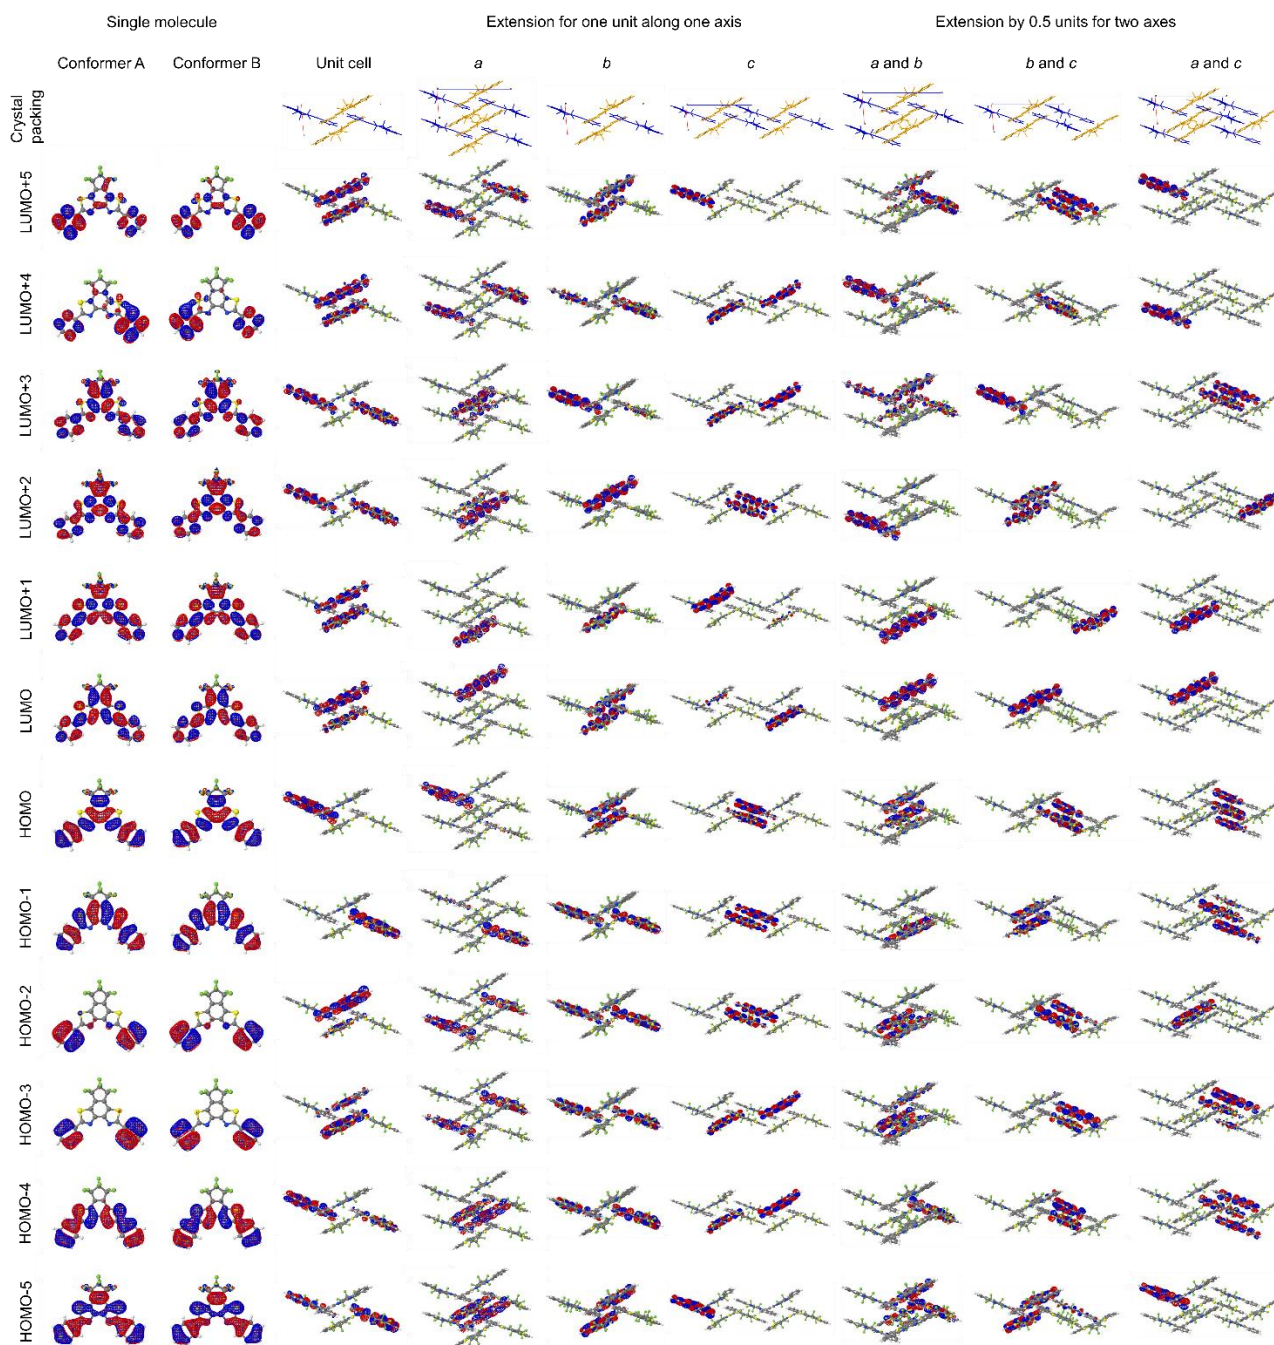 Single molecule Extension for one unit along one axis Extension by 0.5 units for two axes
Conformer A Conformer B Unit cell a b c a and b b and c a and c
Crystal
packing
LUMO+5
LUMO+4
LUMO+3
LUMO+2
LUMO+1
LUMO
HOMO
HOMO-1
HOMO-2
HOMO-3
HOMO-4
HOMO-5